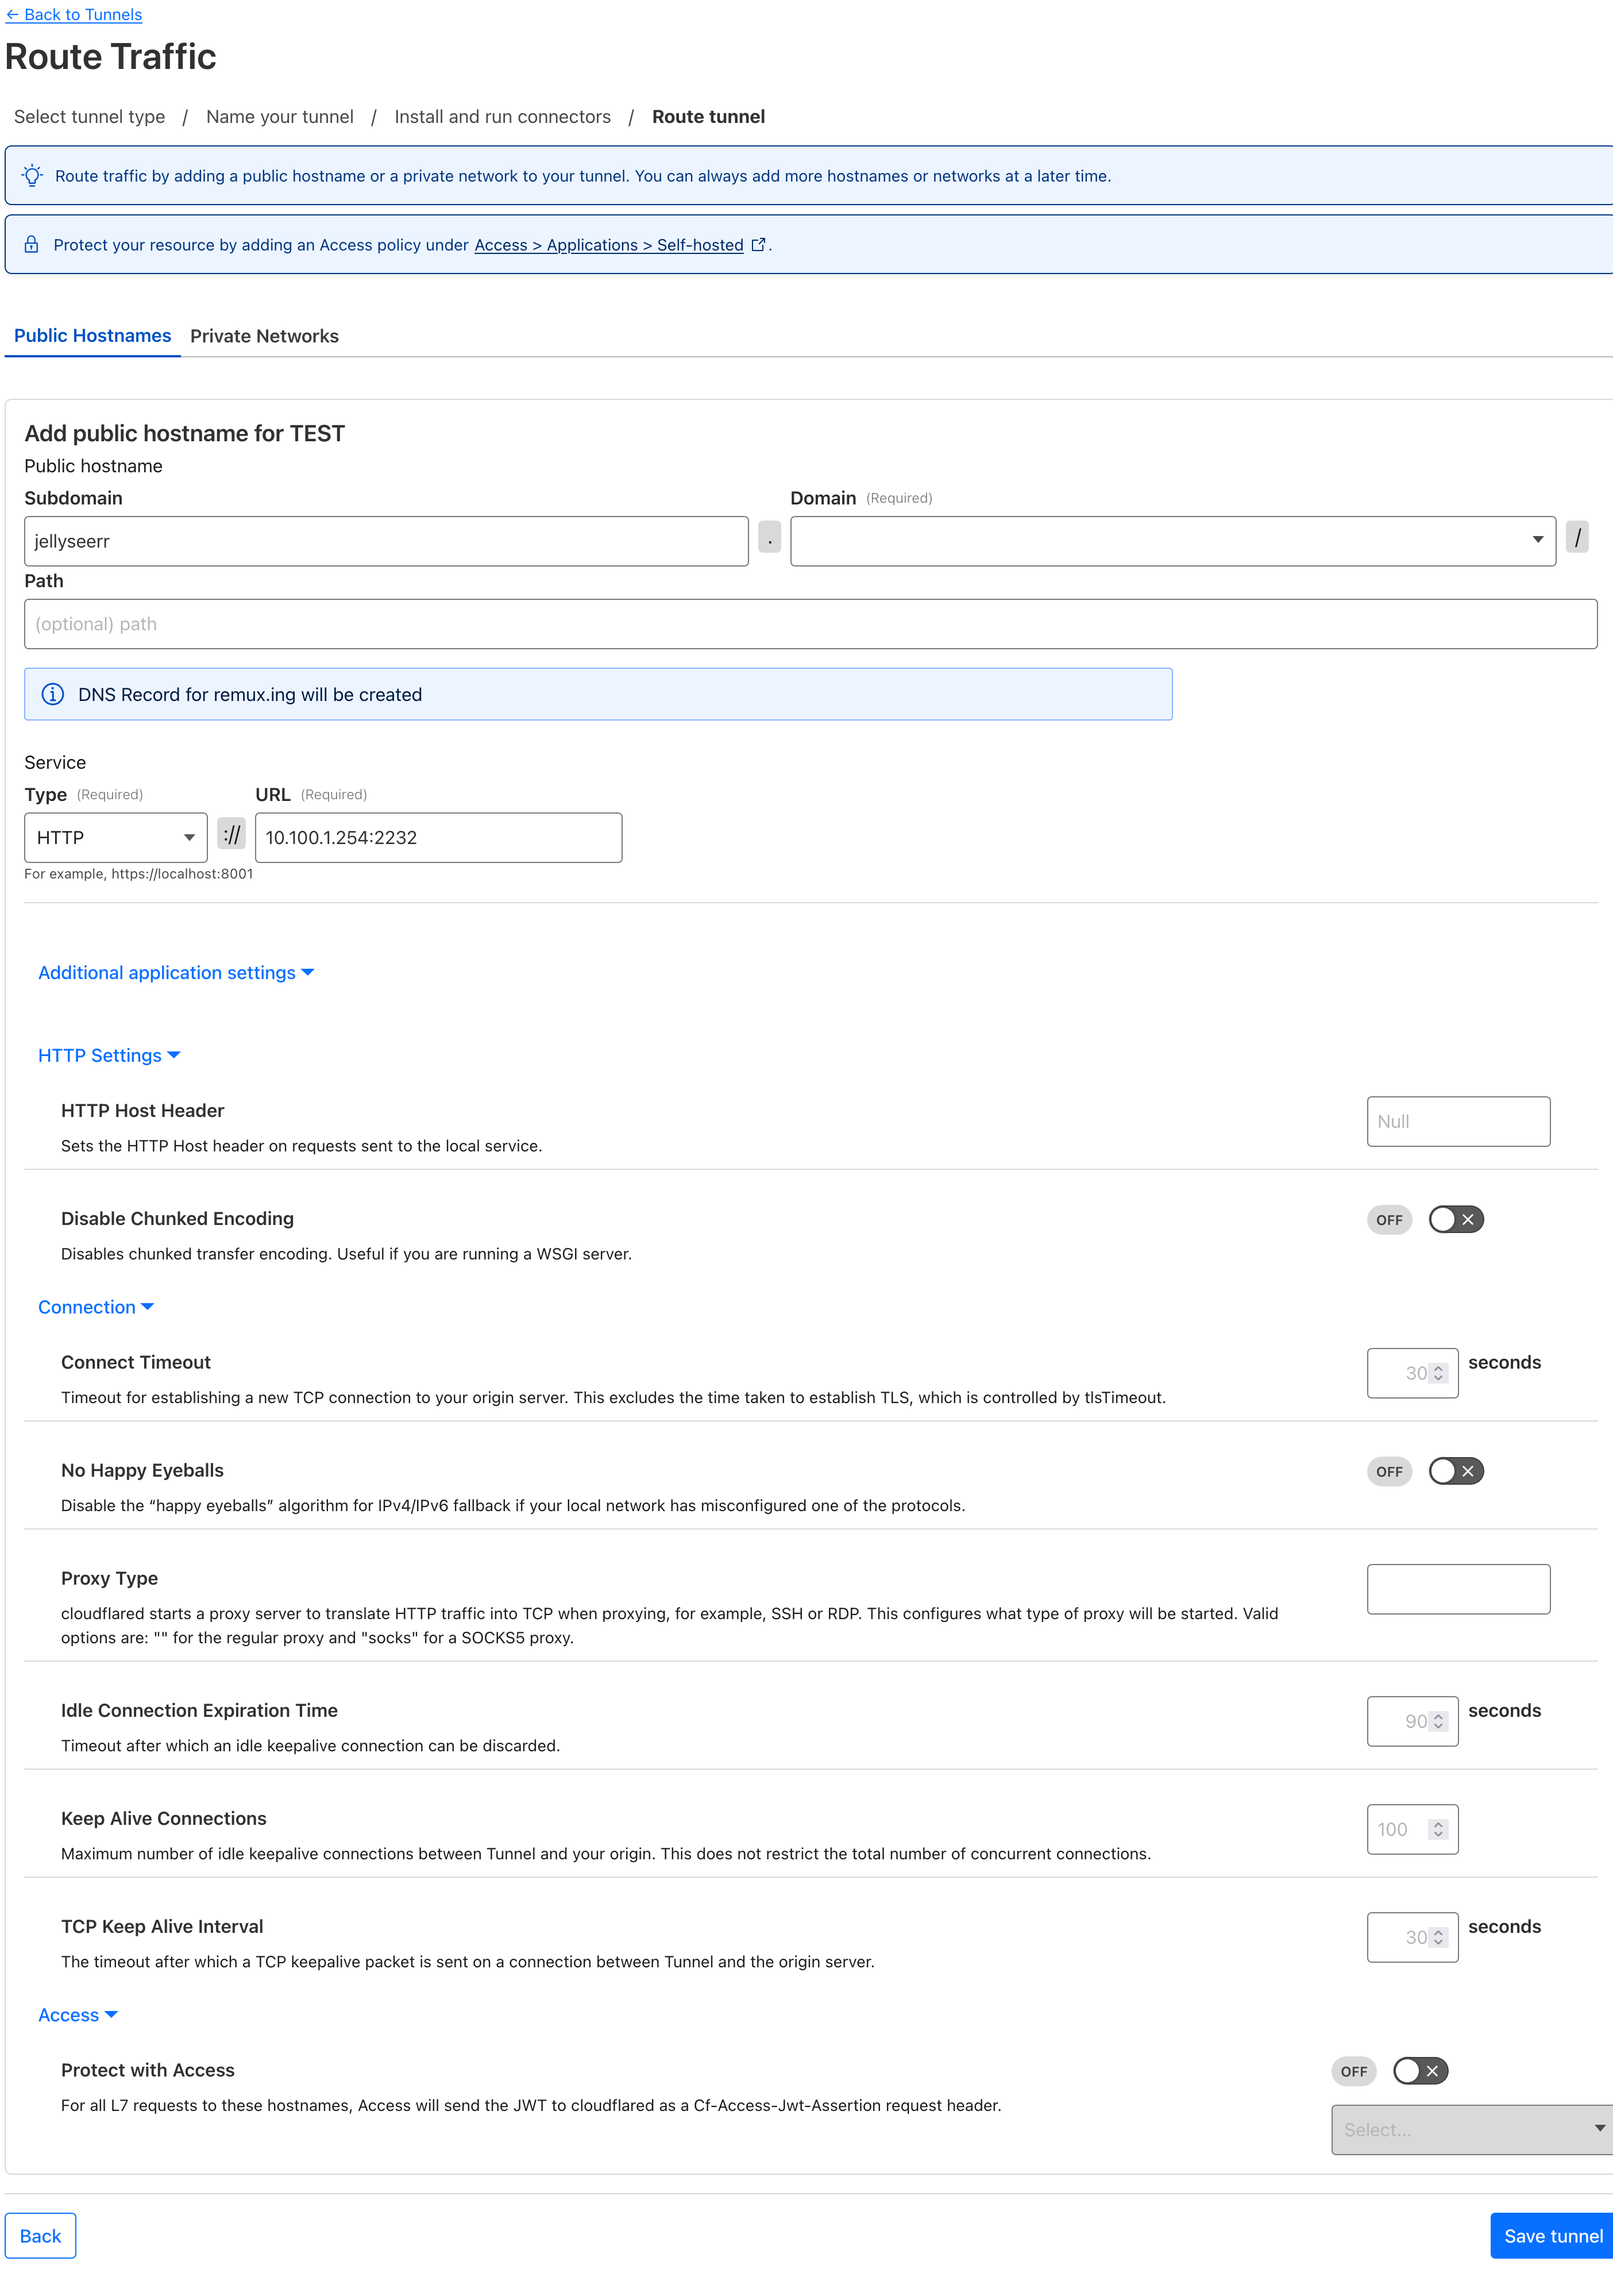 ← Back to Tunnels
Route Traffic
Select tunnel type / Name your tunnel / Install and run connectors / Route tunnel
Route traffic by adding a public hostname or a private network to your tunnel. You can always add more hostnames or networks at a later time.
Protect your resource by adding an Access policy under Access > Applications > Self-hosted .
Public Hostnames Private Networks
Add public hostname for TEST
Public hostname
Subdomain Domain (Required)
jellyseerr . /
Path
(optional) path
DNS Record for remux.ing will be created
Service
Type (Required) URL (Required)
HTTP :// 10.100.1.254:2232
For example, https://localhost:8001
Additional application settings
HTTP Settings
HTTP Host Header
Null
Sets the HTTP Host header on requests sent to the local service.
Disable Chunked Encoding OFF
Disables chunked transfer encoding. Useful if you are running a WSGI server.
Connection
Connect Timeout 30 seconds
Timeout for establishing a new TCP connection to your origin server. This excludes the time taken to establish TLS, which is controlled by tlsTimeout.
No Happy Eyeballs OFF
Disable the “happy eyeballs” algorithm for IPv4/IPv6 fallback if your local network has misconfigured one of the protocols.
Proxy Type
cloudflared starts a proxy server to translate HTTP traffic into TCP when proxying, for example, SSH or RDP. This configures what type of proxy will be started. Valid
options are: "" for the regular proxy and "socks" for a SOCKS5 proxy.
Idle Connection Expiration Time 90 seconds
Timeout after which an idle keepalive connection can be discarded.
Keep Alive Connections 100
Maximum number of idle keepalive connections between Tunnel and your origin. This does not restrict the total number of concurrent connections.
TCP Keep Alive Interval 30 seconds
The timeout after which a TCP keepalive packet is sent on a connection between Tunnel and the origin server.
Access
Protect with Access OFF
For all L7 requests to these hostnames, Access will send the JWT to cloudflared as a Cf-Access-Jwt-Assertion request header.
Select...
Back Save tunnel